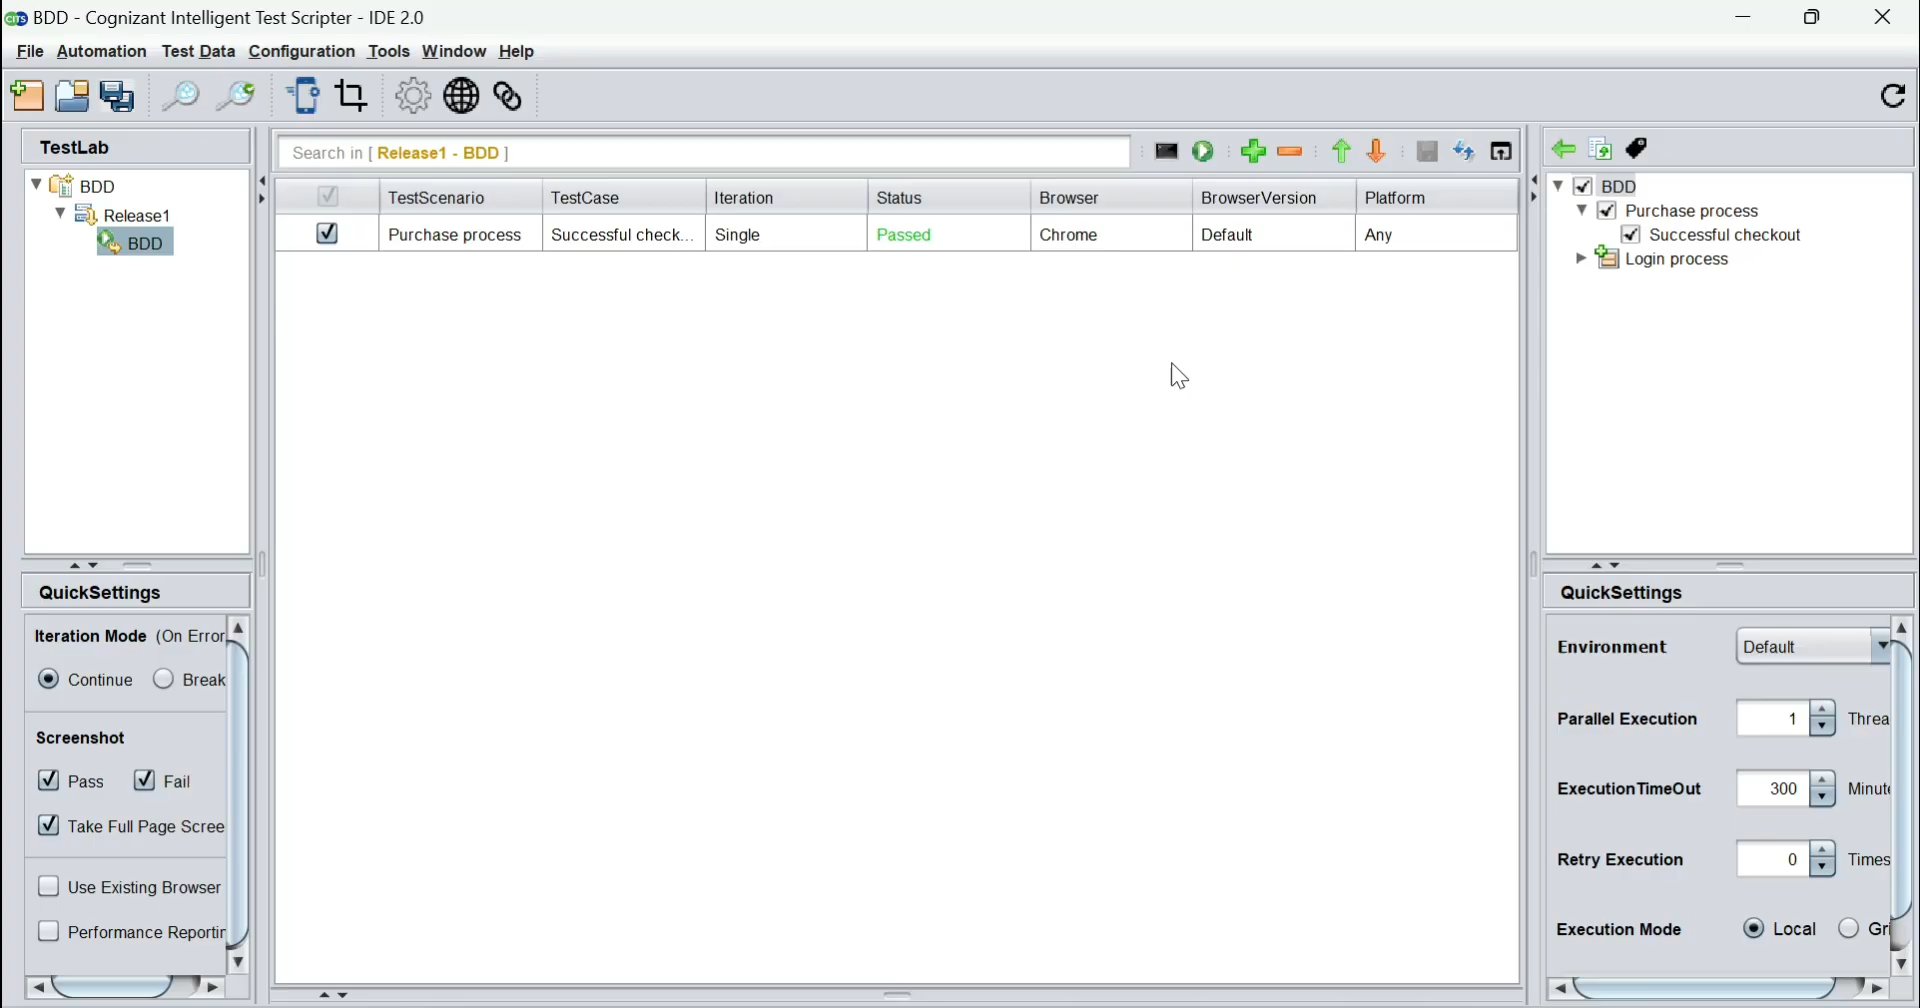 CITS BDD - Cognizant Intelligent Test Scripter - IDE 2.0
File Automation Test Data Configuration Tools Window Help
TestLab
BDD
Release1
BDD
Search in [ Release1 - BDD ]
TestScenario TestCase Iteration Status Browser BrowserVersion Platform
Purchase process Successful check... Single Passed Chrome Default Any
BDD
Purchase process
Successful checkout
Login process
QuickSettings
Iteration Mode (On Error
Continue Break
Screenshot
Pass Fail
Take Full Page Scree
Use Existing Browser
Performance Reportin
QuickSettings
Environment Default
Parallel Execution 1 Threa
ExecutionTimeOut 300 Minute
Retry Execution 0 Times
Execution Mode Local Gri